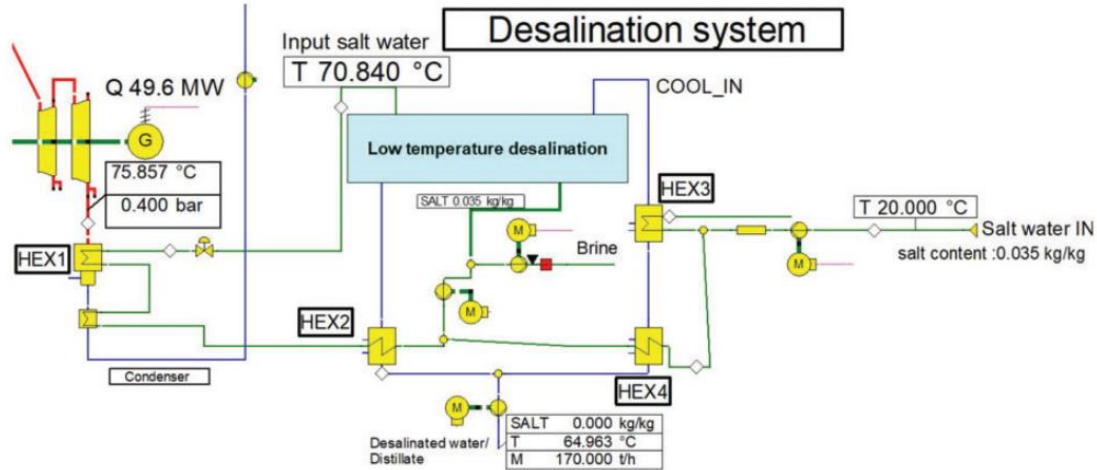 Desalination system
Input salt water
T 70.840 °C
Q 49.6 MW
COOL_IN
G
Low temperature desalination
75.857 °C
0.400 bar
SALT 0.035 kg/kg
HEX3
T 20.000 °C
M
Brine
Salt water IN
salt content :0.035 kg/kg
HEX1
M
M
HEX2
Condenser
HEX4
M
Desalinated water/
Distillate
SALT 0.000 kg/kg
T 64.963 °C
M 170.000 t/h